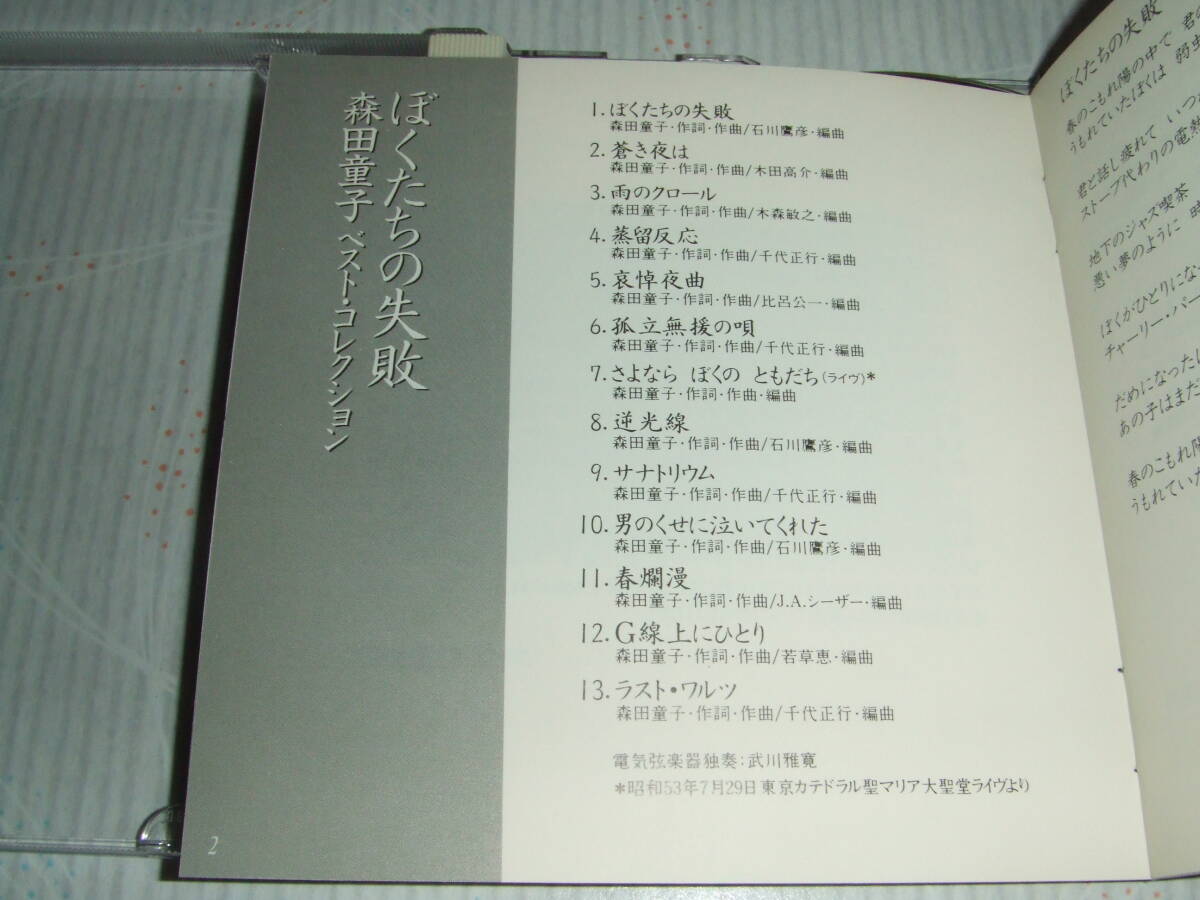 ぼくたちの失敗
森田童子 ベスト・コレクション
1.ぼくたちの失敗
森田童子・作詞・作曲/石川鷹彦・編曲
2.蒼き夜は
森田童子・作詞・作曲/木田高介・編曲
3.雨のクロール
森田童子・作詞・作曲/木森敏之・編曲
4.蒸留反応
森田童子・作詞・作曲/千代正行・編曲
5.哀悼夜曲
森田童子・作詞・作曲/比呂公一・編曲
6.孤立無援の唄
森田童子・作詞・作曲/千代正行・編曲
7.さよなら ぼくの ともだち(ライヴ)*
森田童子・作詞・作曲・編曲
8.逆光線
森田童子・作詞・作曲/石川鷹彦・編曲
9.サナトリウム
森田童子・作詞・作曲/千代正行・編曲
10.男のくせに泣いてくれた
森田童子・作詞・作曲/石川鷹彦・編曲
11.春爛漫
森田童子・作詞・作曲/J.A.シーザー・編曲
12.G線上にひとり
森田童子・作詞・作曲/若草恵・編曲
13.ラスト・ワルツ
森田童子・作詞・作曲/千代正行・編曲
電気弦楽器独奏:武川雅寛
*昭和53年7月29日 東京カテドラル聖マリア大聖堂ライヴより
2
ぼくたちの失敗
春のこもれ陽の中で 君の
うもれていたぼくは 弱虫
君と話し疲れて いつか
ストーブ代わりの電熱
地下のジャズ喫茶
悪い夢のように 時
ぼくがひとりになっ
チャーリー・パー
だめになった
あの子はまだ
春のこもれ陽
うもれていた